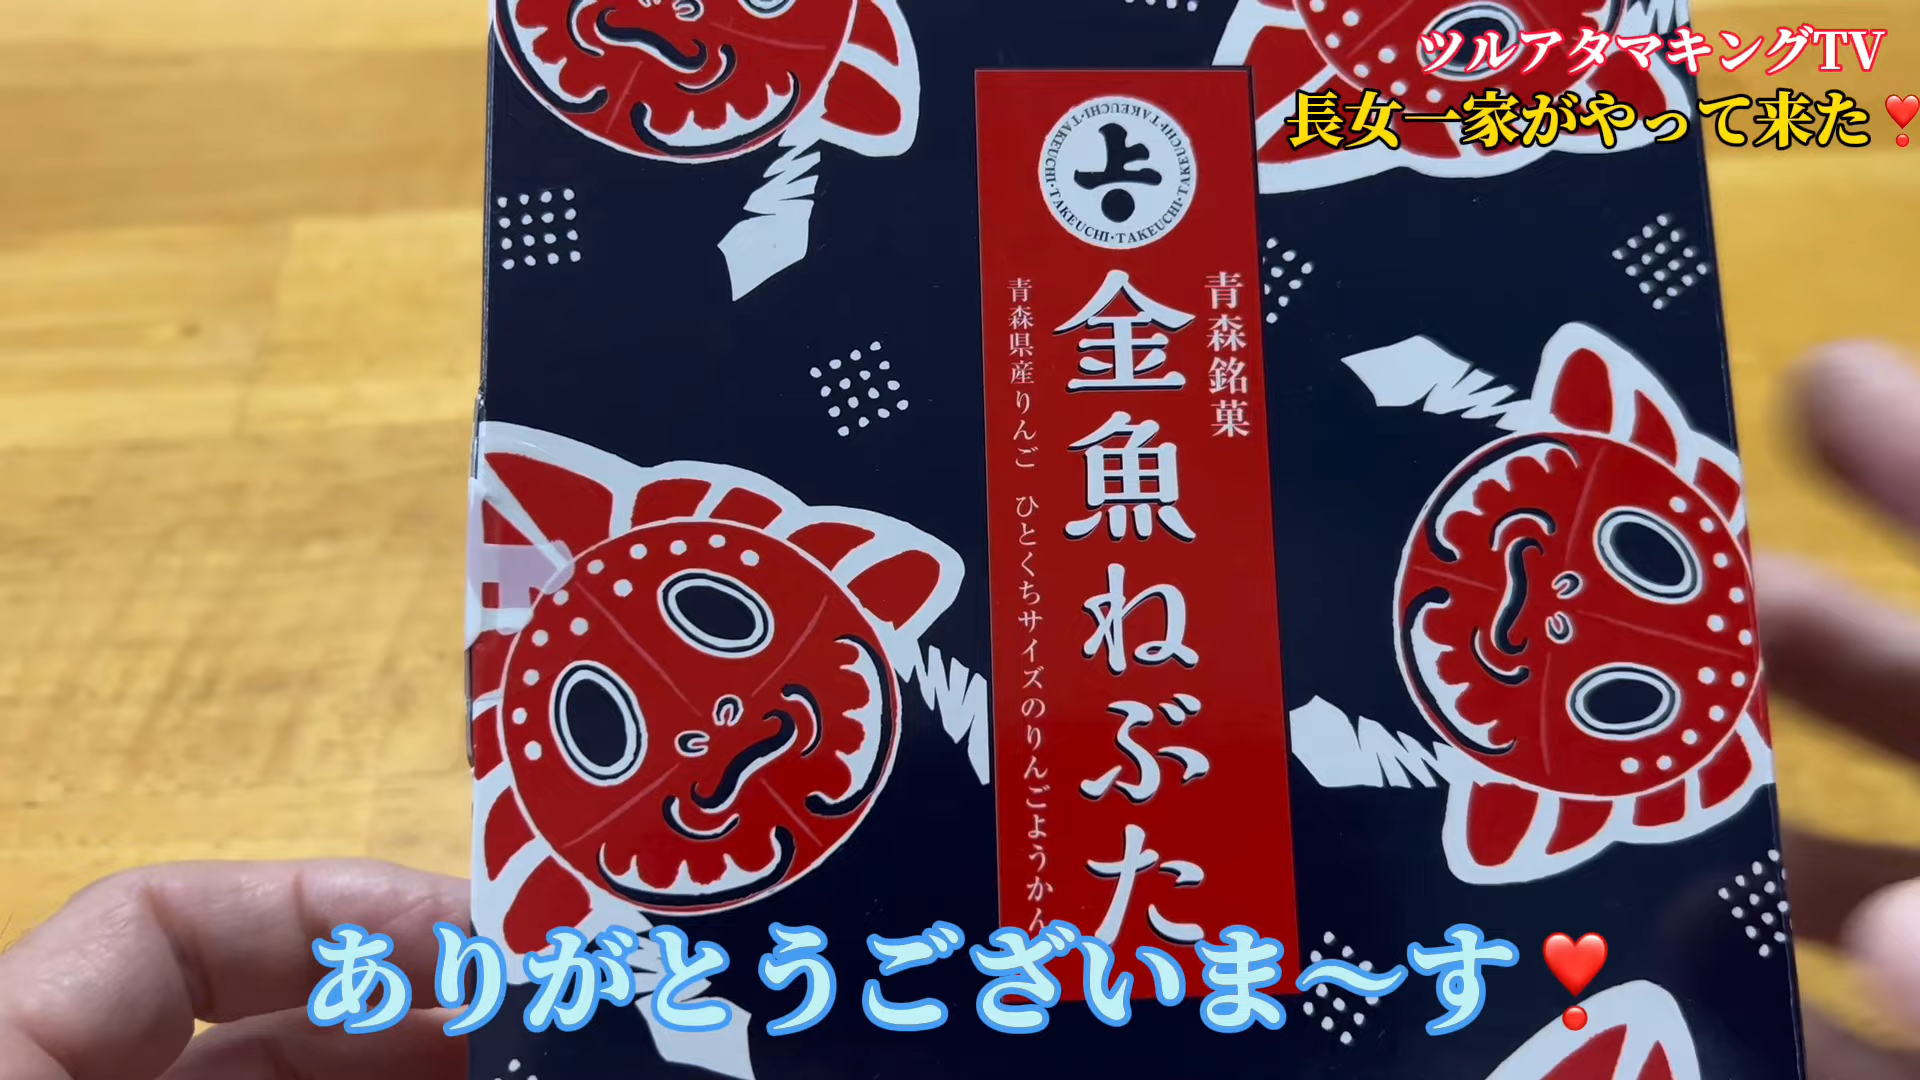 ツルアタマキングTV
長女一家がやって来た❣
上
TAKEUCHI・TAKEUCHI・TAKEUCHI・TAKEUCHI・TAKEUCHI・
青森銘菓
金魚ねぶた
青森県産りんご ひとくちサイズのりんごようかん
ありがとうございま〜す❣